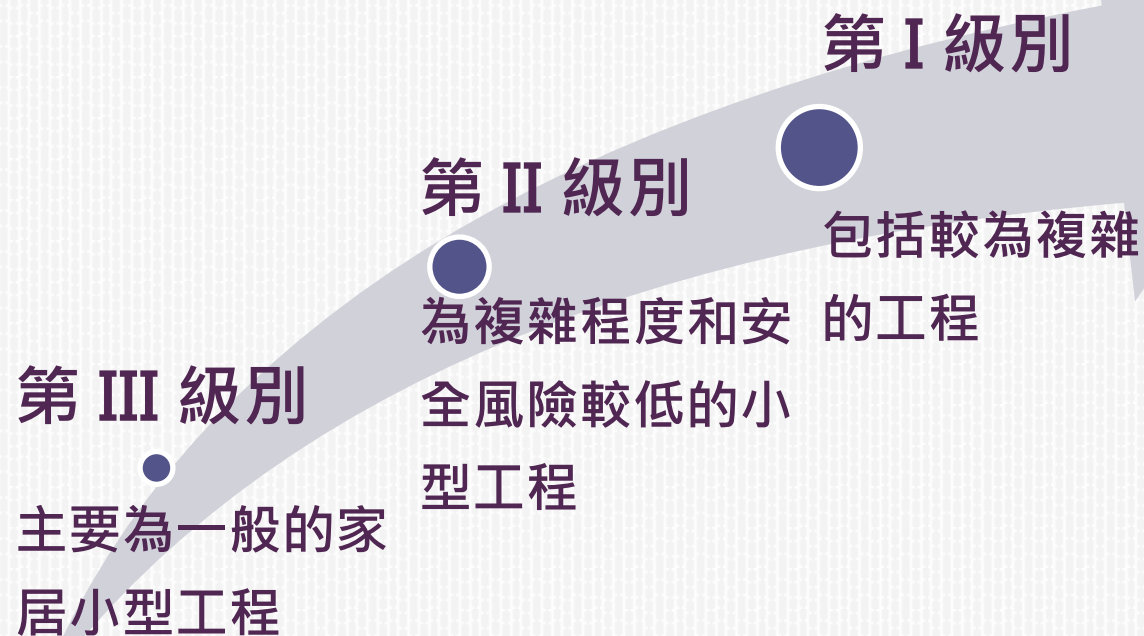 第 I 級別
包括較為複雜
的工程
第 II 級別
為複雜程度和安
全風險較低的小
型工程
第 III 級別
主要為一般的家
居小型工程